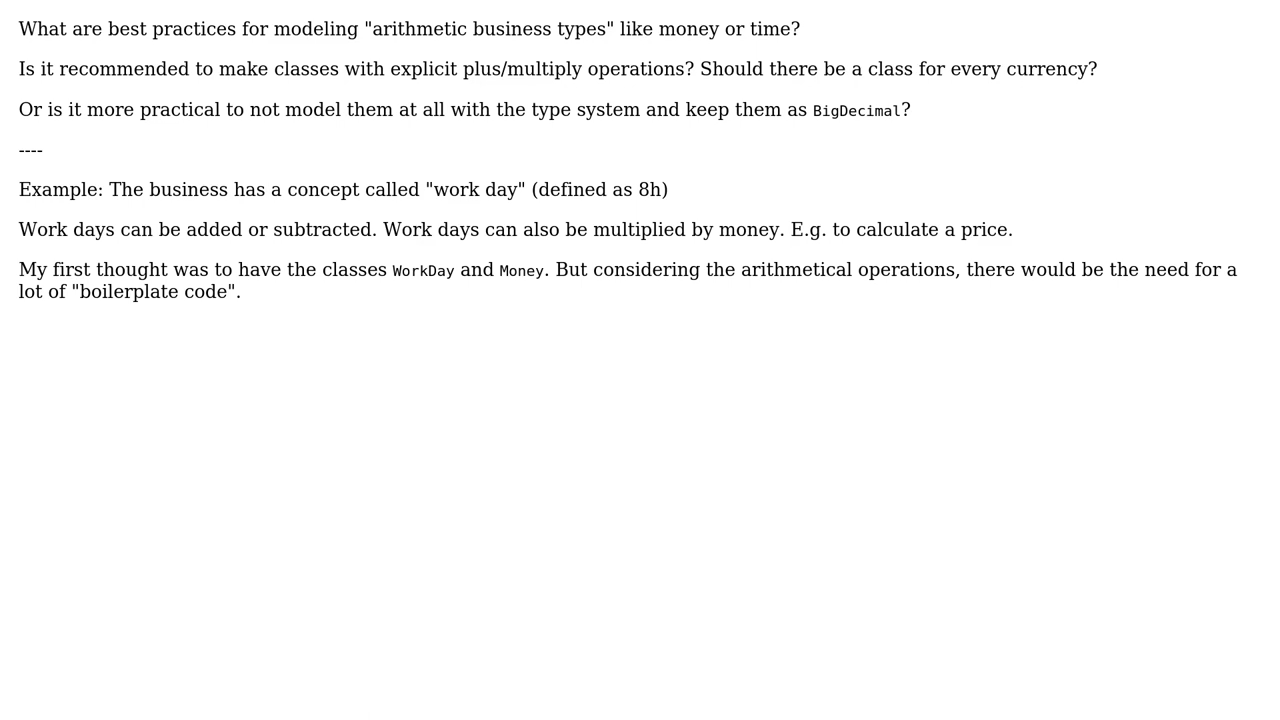 What are best practices for modeling "arithmetic business types" like money or time?
Is it recommended to make classes with explicit plus/multiply operations? Should there be a class for every currency?
Or is it more practical to not model them at all with the type system and keep them as BigDecimal?
----
Example: The business has a concept called "work day" (defined as 8h)
Work days can be added or subtracted. Work days can also be multiplied by money. E.g. to calculate a price.
My first thought was to have the classes WorkDay and Money. But considering the arithmetical operations, there would be the need for a
lot of "boilerplate code".